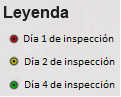 Leyenda
Día 1 de inspección
Día 2 de inspección
Día 4 de inspección